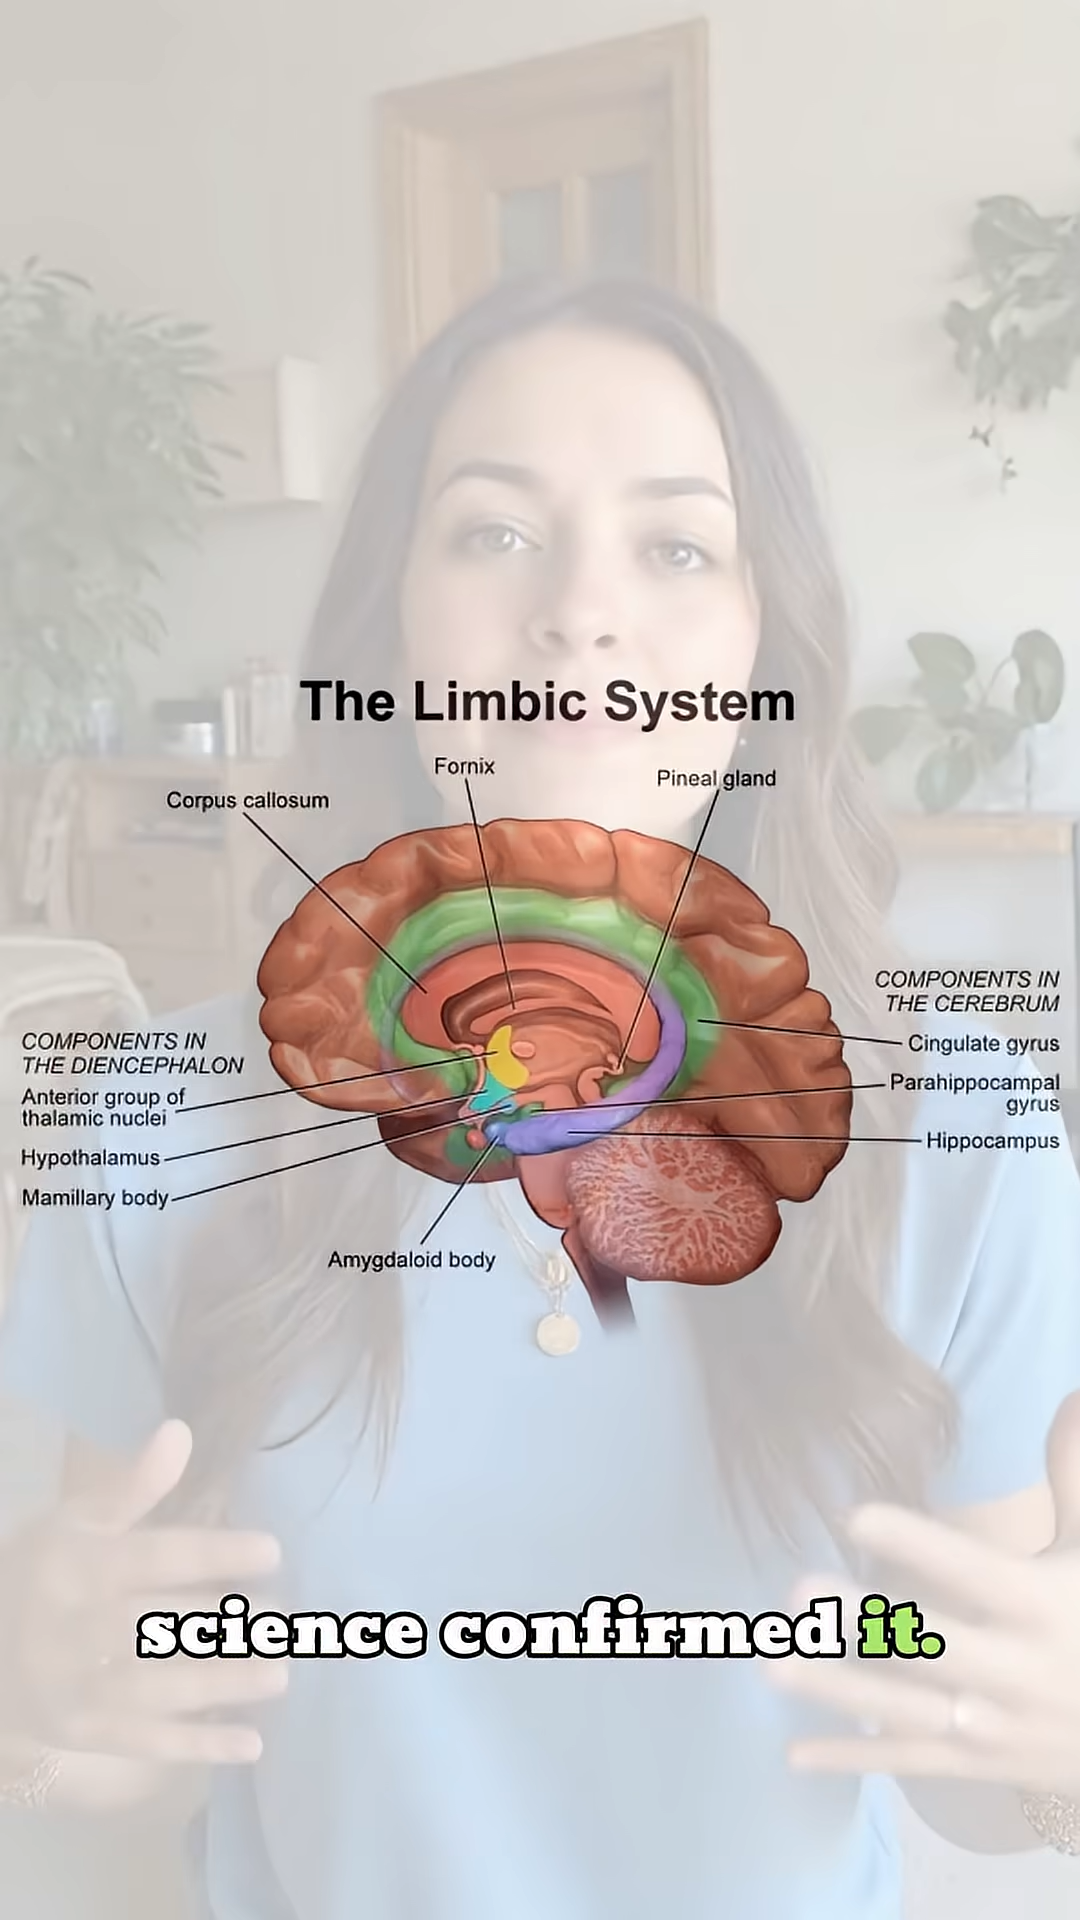 The Limbic System
Fornix
Pineal gland
Corpus callosum
COMPONENTS IN
THE CEREBRUM
Cingulate gyrus
Parahippocampal
gyrus
Hippocampus
COMPONENTS IN
THE DIENCEPHALON
Anterior group of
thalamic nuclei
Hypothalamus
Mamillary body
Amygdaloid body
science confirmed it.